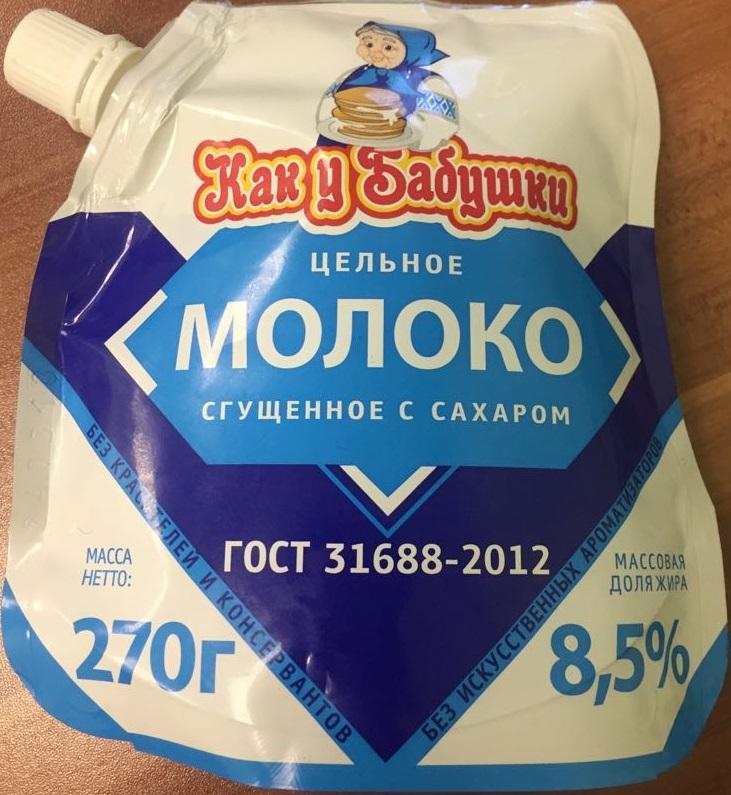 Как у Бабушки
ЦЕЛЬНОЕ
МОЛОКО
СГУЩЕННОЕ С САХАРОМ
БЕЗ КРАСИТЕЛЕЙ И КОНСЕРВАНТОВ
БЕЗ ИСКУССТВЕННЫХ АРОМАТИЗАТОРОВ
ГОСТ 31688-2012
МАССА
НЕТТО:
270г
МАССОВАЯ
ДОЛЯ ЖИРА
8,5%